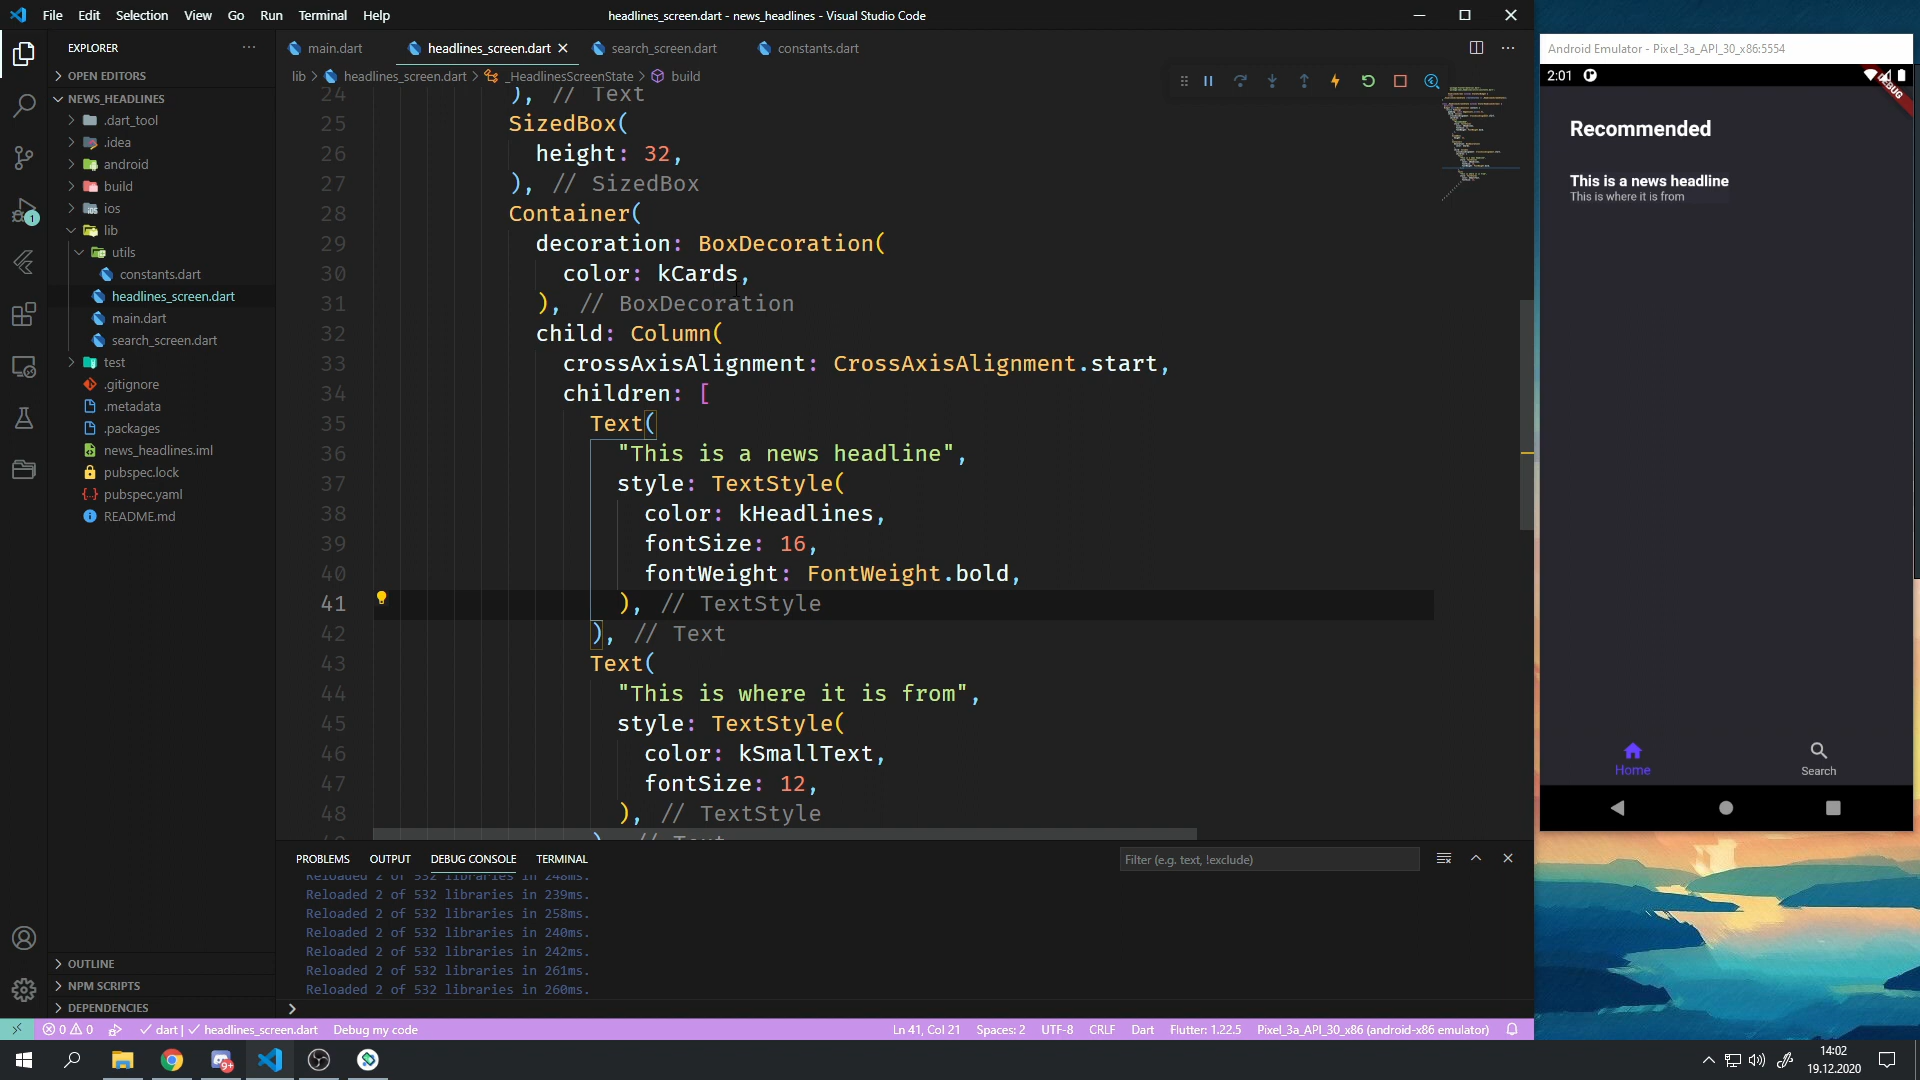 File Edit Selection View Go Run Terminal Help
headlines_screen.dart - news_headlines - Visual Studio Code
EXPLORER
OPEN EDITORS
NEWS_HEADLINES
.dart_tool
.idea
android
build
ios
lib
utils
constants.dart
headlines_screen.dart
main.dart
search_screen.dart
test
.gitignore
.metadata
.packages
news_headlines.iml
pubspec.lock
pubspec.yaml
README.md
OUTLINE
NPM SCRIPTS
DEPENDENCIES
1
main.dart headlines_screen.dart search_screen.dart constants.dart
lib > headlines_screen.dart > _HeadlinesScreenState > build
24 ), // Text
25 SizedBox(
26 height: 32,
27 ), // SizedBox
28 Container(
29 decoration: BoxDecoration(
30 color: kCards,
31 ), // BoxDecoration
32 child: Column(
33 crossAxisAlignment: CrossAxisAlignment.start,
34 children: [
35 Text(
36 "This is a news headline",
37 style: TextStyle(
38 color: kHeadlines,
39 fontSize: 16,
40 fontWeight: FontWeight.bold,
41 ), // TextStyle
42 ), // Text
43 Text(
44 "This is where it is from",
45 style: TextStyle(
46 color: kSmallText,
47 fontSize: 12,
48 ), // TextStyle
49 ), // Text
PROBLEMS OUTPUT DEBUG CONSOLE TERMINAL
Filter (e.g. text, !exclude)
Reloaded 2 of 532 libraries in 248ms.
Reloaded 2 of 532 libraries in 239ms.
Reloaded 2 of 532 libraries in 258ms.
Reloaded 2 of 532 libraries in 240ms.
Reloaded 2 of 532 libraries in 242ms.
Reloaded 2 of 532 libraries in 261ms.
Reloaded 2 of 532 libraries in 260ms.
0 0 dart | headlines_screen.dart Debug my code
Ln 41, Col 21 Spaces: 2 UTF-8 CRLF Dart Flutter: 1.22.5 Pixel_3a_API_30_x86 (android-x86 emulator)
Android Emulator - Pixel_3a_API_30_x86:5554
2:01
DEBUG
Recommended
This is a news headline
This is where it is from
Home
Search
9+
14:02
19.12.2020